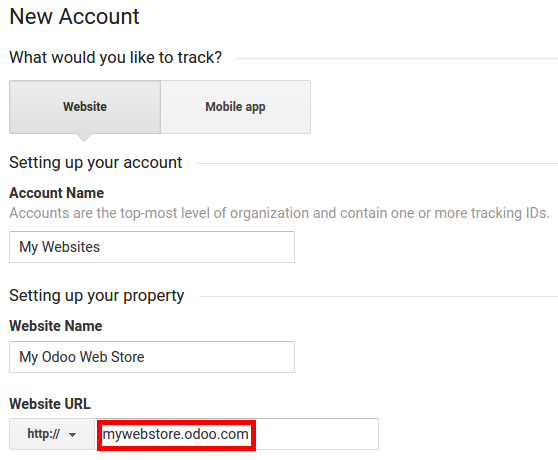 New Account
What would you like to track?
Website
Mobile app
Setting up your account
Account Name
Accounts are the top-most level of organization and contain one or more tracking IDs.
My Websites
Setting up your property
Website Name
My Odoo Web Store
Website URL
http:// mywebstore.odoo.com